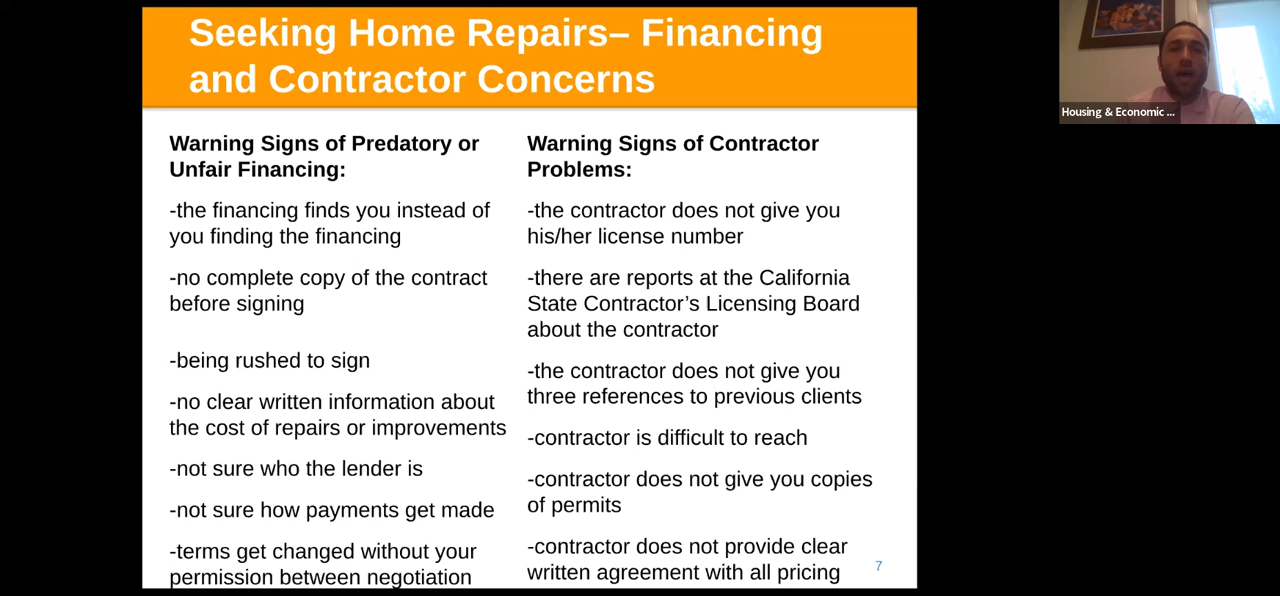 Seeking Home Repairs– Financing
and Contractor Concerns
Warning Signs of Predatory or
Unfair Financing:
-the financing finds you instead of
you finding the financing
-no complete copy of the contract
before signing
-being rushed to sign
-no clear written information about
the cost of repairs or improvements
-not sure who the lender is
-not sure how payments get made
-terms get changed without your
permission between negotiation
Warning Signs of Contractor
Problems:
-the contractor does not give you
his/her license number
-there are reports at the California
State Contractor’s Licensing Board
about the contractor
-the contractor does not give you
three references to previous clients
-contractor is difficult to reach
-contractor does not give you copies
of permits
-contractor does not provide clear
written agreement with all pricing
7
Housing & Economic ...